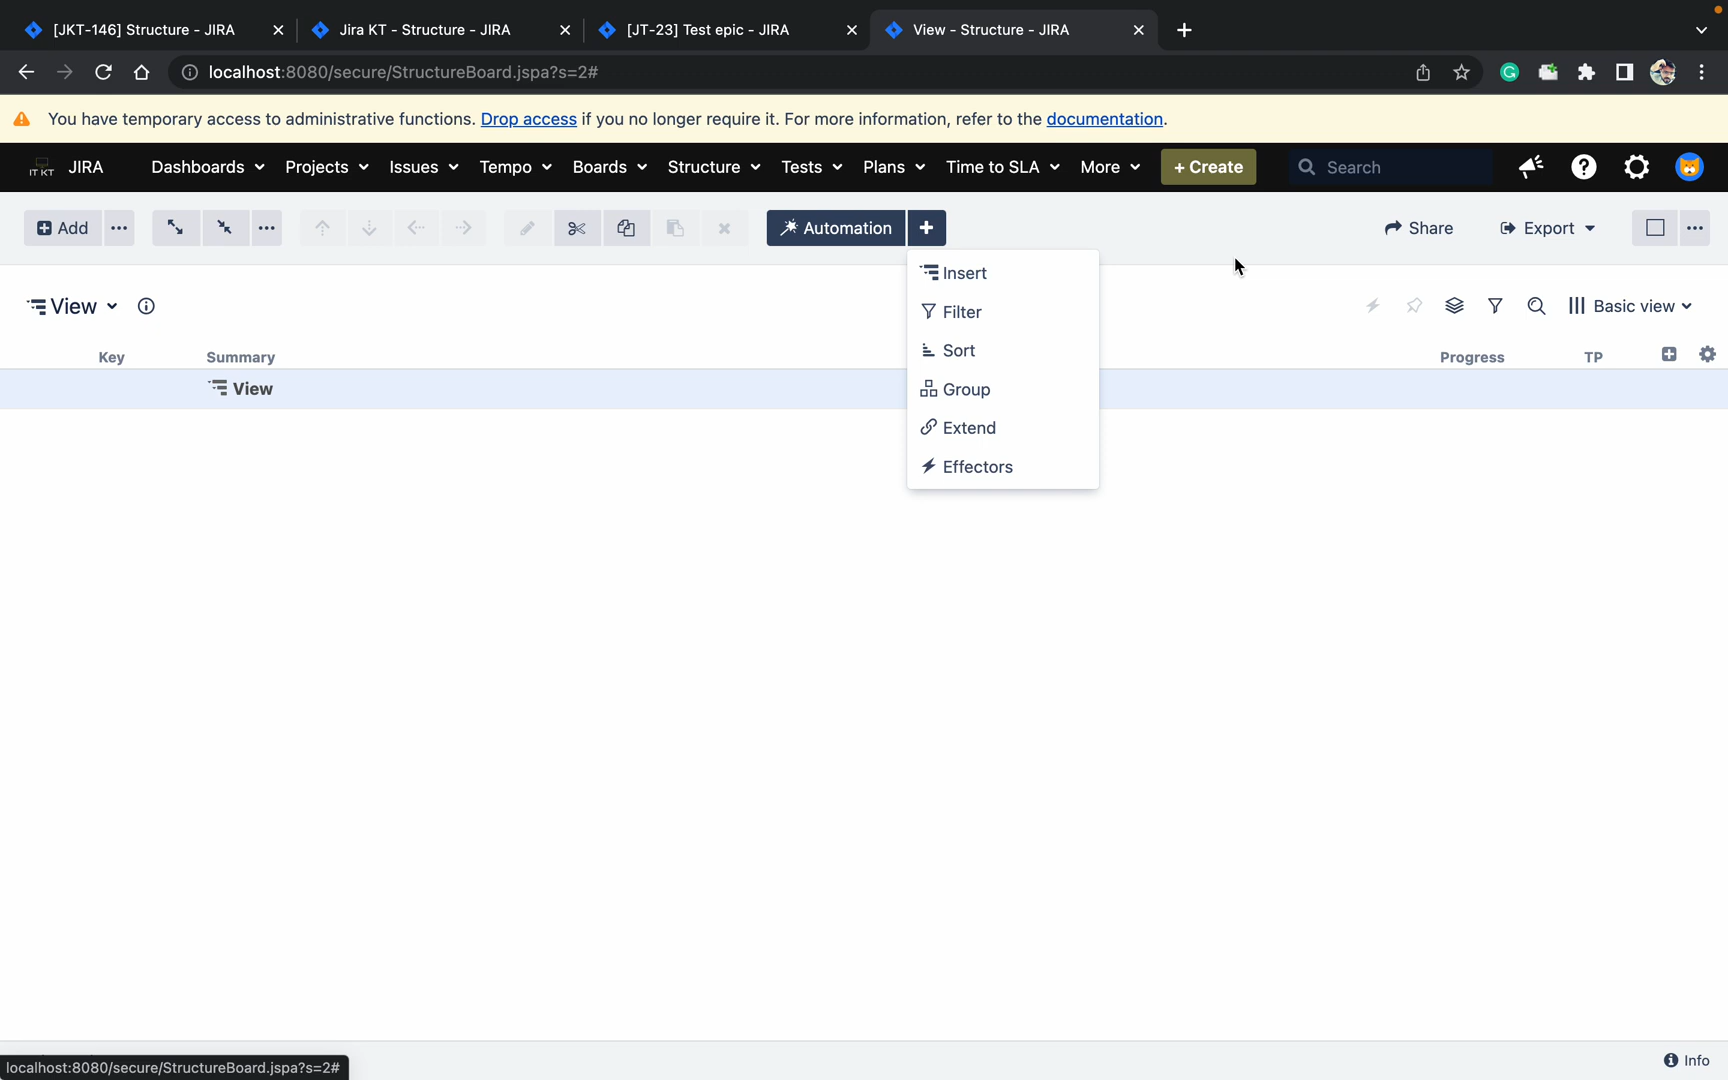 [JKT-146] Structure - JIRA
Jira KT - Structure - JIRA
[JT-23] Test epic - JIRA
View - Structure - JIRA
localhost:8080/secure/StructureBoard.jspa?s=2#
You have temporary access to administrative functions. Drop access if you no longer require it. For more information, refer to the documentation.
IT KT JIRA Dashboards Projects Issues Tempo Boards Structure Tests Plans Time to SLA More + Create Search
Add Automation Share Export
Insert
Filter
Sort
Group
Extend
Effectors
View Basic view
Key Summary Progress TP
View
localhost:8080/secure/StructureBoard.jspa?s=2#
Info